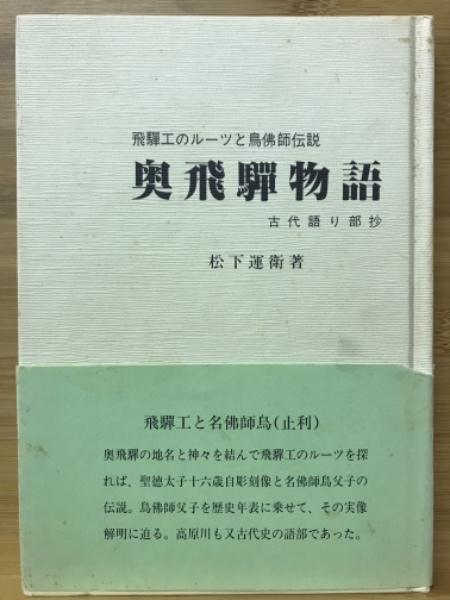 飛騨工のルーツと鳥佛師伝説
奥飛驒物語
古代語り部抄
松下運衛著
飛驒工と名佛師鳥(止利)
奥飛驒の地名と神々を結んで飛驒工のルーツを探
れば、聖徳太子十六歳自彫刻像と名佛師鳥父子の
伝説。鳥佛師父子を歴史年表に乗せて、その実像
解明に迫る。高原川も又古代史の語部であった。